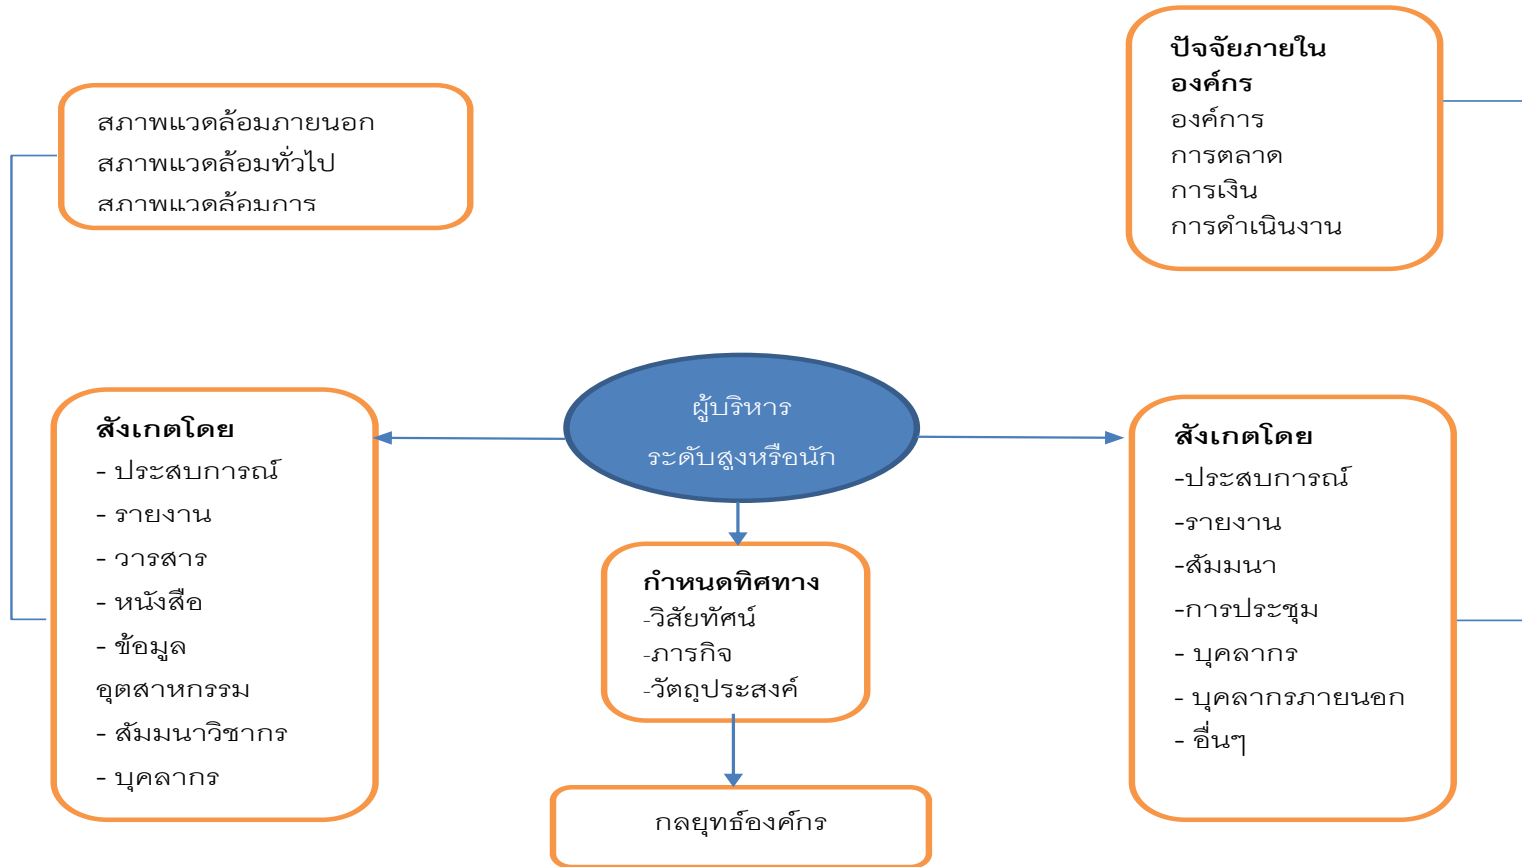 สภาพแวดล้อมภายนอก
สภาพแวดล้อมทั่วไป
สภาพแวดล้อมการ
ปัจจัยภายใน
องค์กร
องค์การ
การตลาด
การเงิน
การดำเนินงาน
สังเกตโดย
- ประสบการณ์
- รายงาน
- วารสาร
- หนังสือ
- ข้อมูล
อุตสาหกรรม
- สัมมนาวิชากร
- บุคลากร
ผู้บริหาร
ระดับสูงหรือนัก
กำหนดทิศทาง
-วิสัยทัศน์
-ภารกิจ
-วัตถุประสงค์
กลยุทธ์องค์กร
สังเกตโดย
-ประสบการณ์
-รายงาน
-สัมมนา
-การประชุม
- บุคลากร
- บุคลากรภายนอก
- อื่นๆ